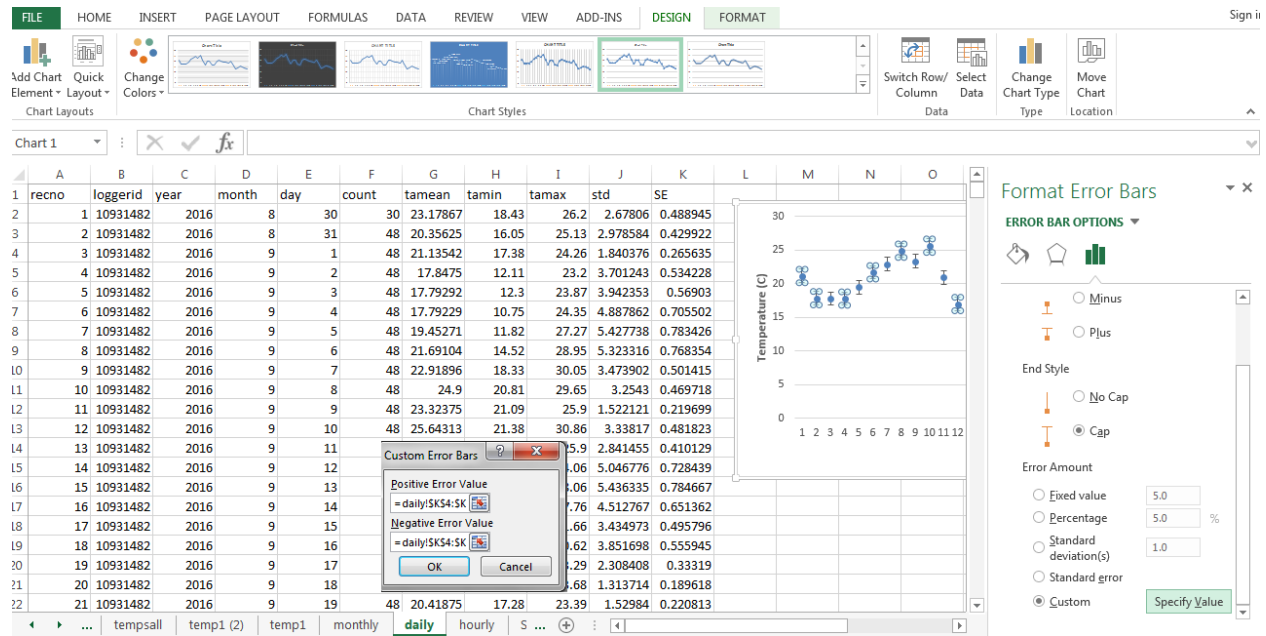 FILE HOME INSERT PAGE LAYOUT FORMULAS DATA REVIEW VIEW ADD-INS DESIGN FORMAT Sign i
Add Chart Quick Change Switch Row/ Select Change Move
Element Layout Colors Column Data Chart Type Chart
Chart Layouts Chart Styles Data Type Location
Chart 1 fx
A B C D E F G H I J K L M N O
1 recno loggerid year month day count tamean tamin tamax std SE
2 1 10931482 2016 8 30 30 23.17867 18.43 26.2 2.67806 0.488945
3 2 10931482 2016 8 31 48 20.35625 16.05 25.13 2.978584 0.429922
4 3 10931482 2016 9 1 48 21.13542 17.38 24.26 1.840376 0.265635
5 4 10931482 2016 9 2 48 17.8475 12.11 23.2 3.701243 0.534228
6 5 10931482 2016 9 3 48 17.79292 12.3 23.87 3.942353 0.56903
7 6 10931482 2016 9 4 48 17.79229 10.75 24.35 4.887862 0.705502
8 7 10931482 2016 9 5 48 19.45271 11.82 27.27 5.427738 0.783426
9 8 10931482 2016 9 6 48 21.69104 14.52 28.95 5.323316 0.768354
10 9 10931482 2016 9 7 48 22.91896 18.33 30.05 3.473902 0.501415
11 10 10931482 2016 9 8 48 24.9 20.81 29.65 3.2543 0.469718
12 11 10931482 2016 9 9 48 23.32375 21.09 25.9 1.522121 0.219699
13 12 10931482 2016 9 10 48 25.64313 21.38 30.86 3.33817 0.481823
14 13 10931482 2016 9 11 25.9 2.841455 0.410129
15 14 10931482 2016 9 12 .06 5.046776 0.728439
16 15 10931482 2016 9 13 .06 5.436335 0.784667
17 16 10931482 2016 9 14 .76 4.512767 0.651362
18 17 10931482 2016 9 15 .66 3.434973 0.495796
19 18 10931482 2016 9 16 .62 3.851698 0.555945
20 19 10931482 2016 9 17 .29 2.308408 0.33319
21 20 10931482 2016 9 18 .68 1.313714 0.189618
22 21 10931482 2016 9 19 48 20.41875 17.28 23.39 1.52984 0.220813
... tempsall temp1 (2) temp1 monthly daily hourly S ...
Temperature (C)
30
25
20
15
10
5
0
1 2 3 4 5 6 7 8 9 10 11 12
Custom Error Bars ?
Positive Error Value
=daily!$K$4:$K
Negative Error Value
=daily!$K$4:$K
OK Cancel
Format Error Bars
ERROR BAR OPTIONS
Minus
Plus
End Style
No Cap
Cap
Error Amount
Fixed value 5.0
Percentage 5.0 %
Standard
deviation(s) 1.0
Standard error
Custom Specify Value